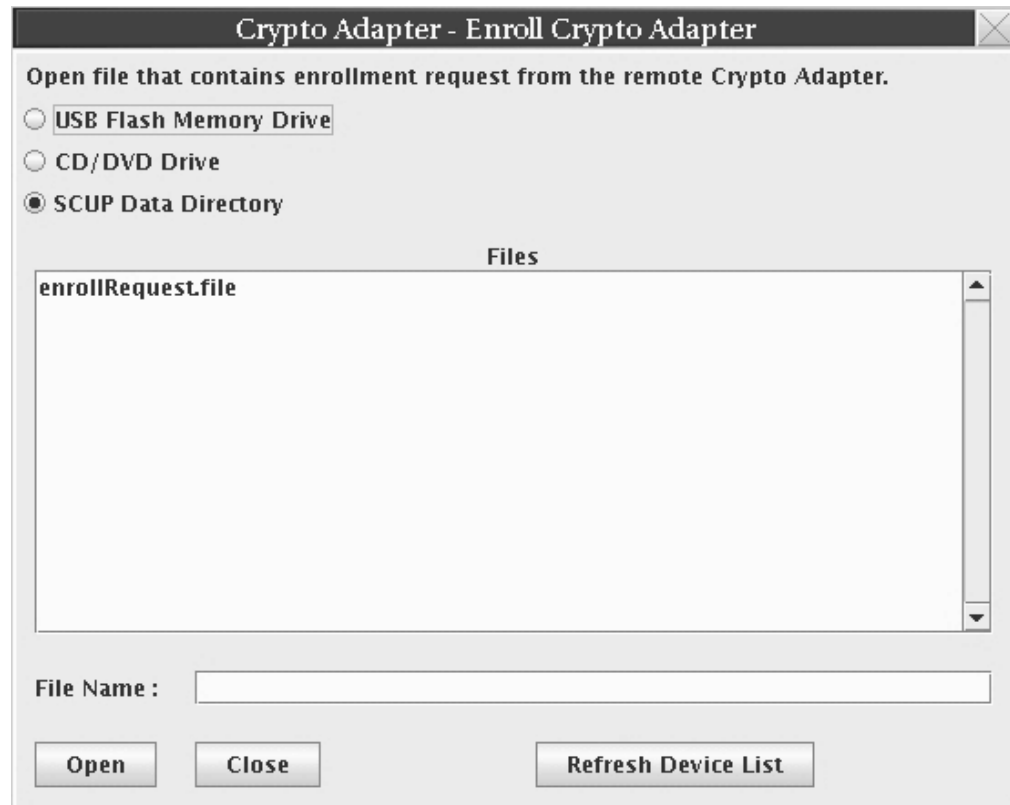 Crypto Adapter - Enroll Crypto Adapter
Open file that contains enrollment request from the remote Crypto Adapter.
USB Flash Memory Drive
CD/DVD Drive
SCUP Data Directory
Files
enrollRequest.file
File Name :
Open Close Refresh Device List